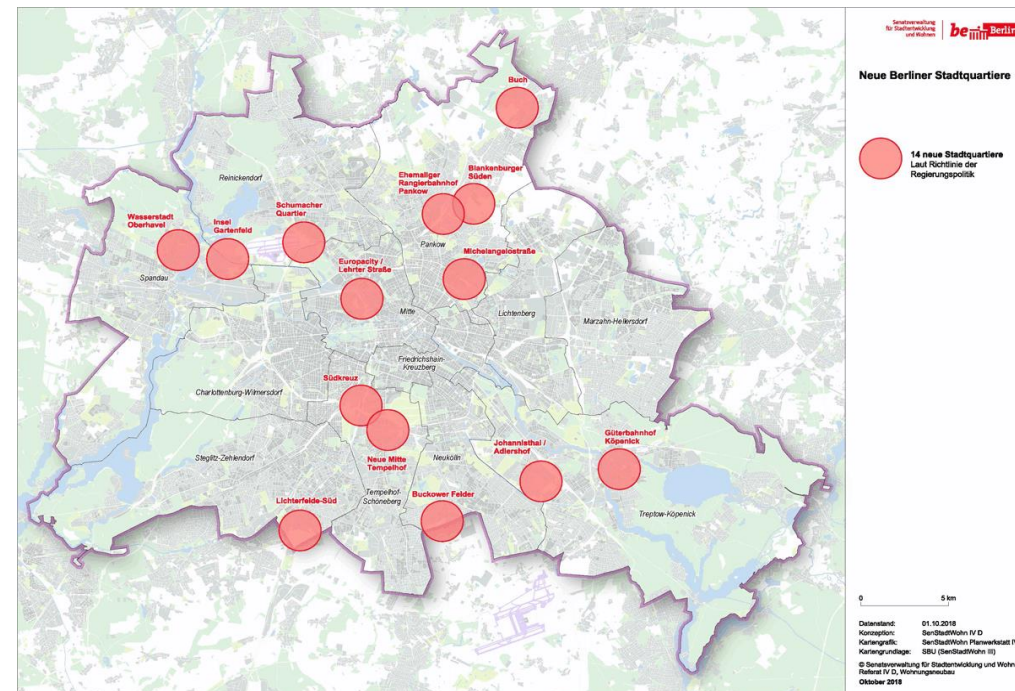 Senatsverwaltung
für Stadtentwicklung
und Wohnen
be Berlin
Neue Berliner Stadtquartiere
14 neue Stadtquartiere
Laut Richtlinie der
Regierungspolitik
Buch
Blankenburger
Süden
Ehemaliger
Rangierbahnhof
Pankow
Reinickendorf
Schumacher
Quartier
Wasserstadt
Oberhavel
Insel
Gartenfeld
Pankow
Michelangelostraße
Europacity /
Lehrter Straße
Spandau
Mitte
Lichtenberg
Marzahn-Hellersdorf
Friedrichshain-
Kreuzberg
Südkreuz
Charlottenburg-Wilmersdorf
Johannisthal /
Adlershof
Güterbahnhof
Köpenick
Neue Mitte
Tempelhof
Neukölln
Steglitz-Zehlendorf
Tempelhof-
Schöneberg
Buckower Felder
Lichterfelde-Süd
Treptow-Köpenick
0 5 km
Datenstand: 01.10.2018
Konzeption: SenStadtWohn IV D
Kartengrafik: SenStadtWohn Planwerkstatt IV
Kartengrundlage: SBU (SenStadtWohn III)
© Senatsverwaltung für Stadtentwicklung und Wohn
Referat IV D, Wohnungsneubau
Oktober 2018